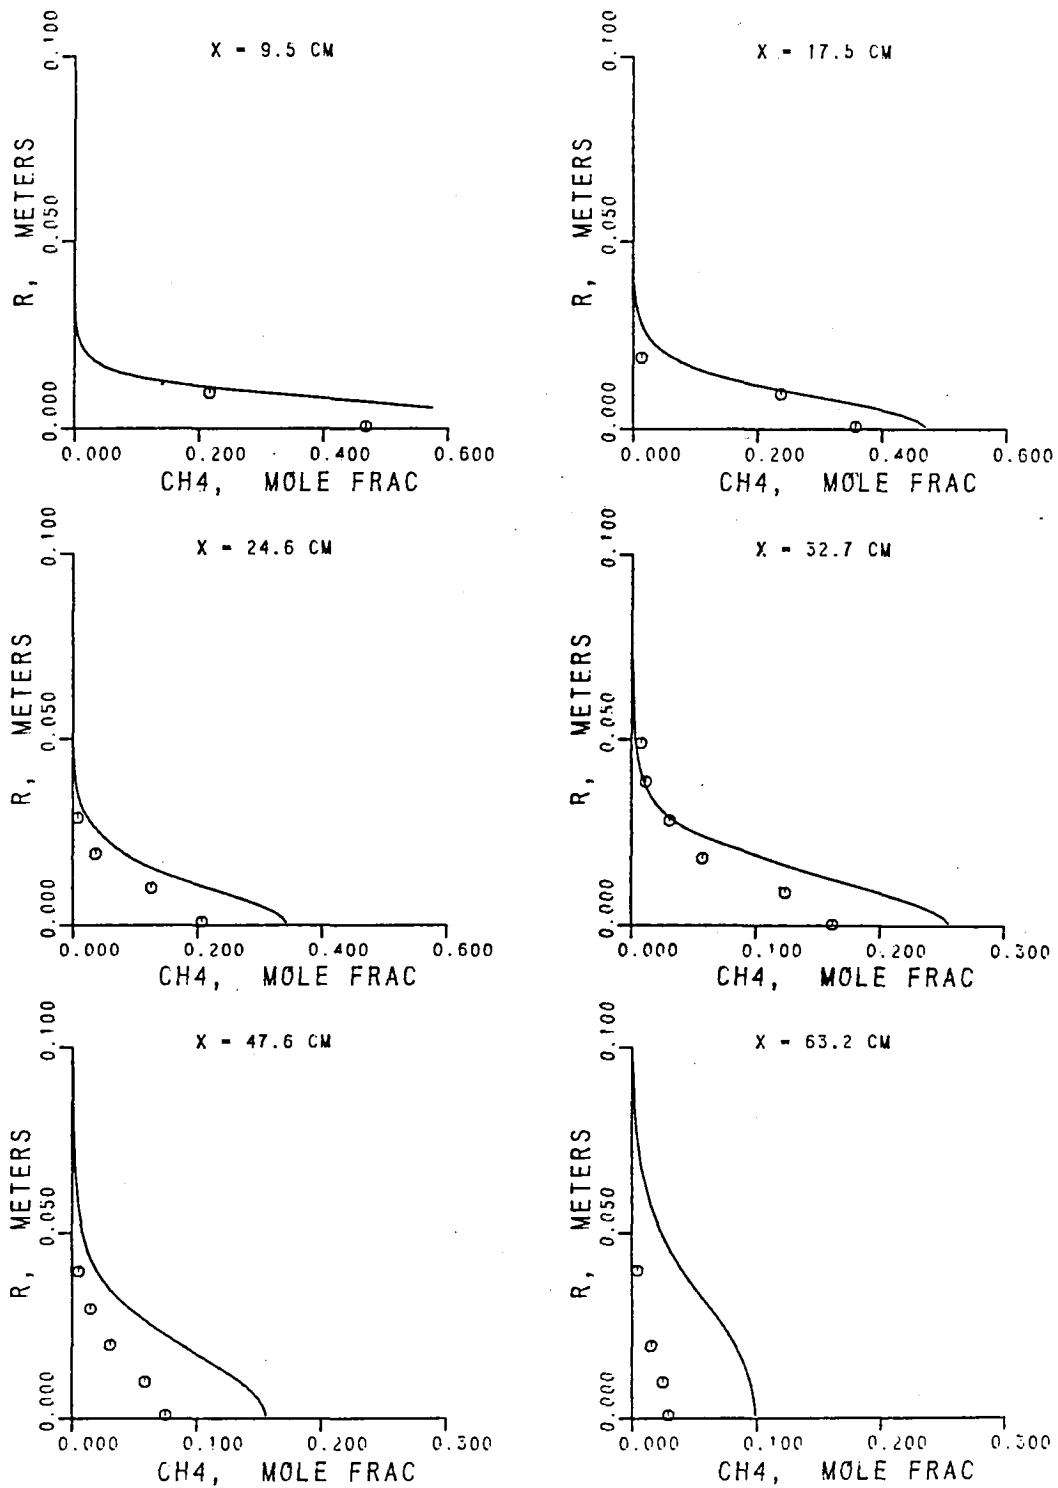 X = 9.5 CM
0.100
0.050
0.000
R, METERS
0.000 0.200 0.400 0.600
CH4, MOLE FRAC
X = 17.5 CM
0.100
0.050
0.000
R, METERS
0.000 0.200 0.400 0.600
CH4, MOLE FRAC
X = 24.6 CM
0.100
0.050
0.000
R, METERS
0.000 0.200 0.400 0.600
CH4, MOLE FRAC
X = 32.7 CM
0.100
0.050
0.000
R, METERS
0.000 0.100 0.200 0.300
CH4, MOLE FRAC
X = 47.6 CM
0.100
0.050
0.000
R, METERS
0.000 0.100 0.200 0.300
CH4, MOLE FRAC
X = 63.2 CM
0.100
0.050
0.000
R, METERS
0.000 0.100 0.200 0.300
CH4, MOLE FRAC